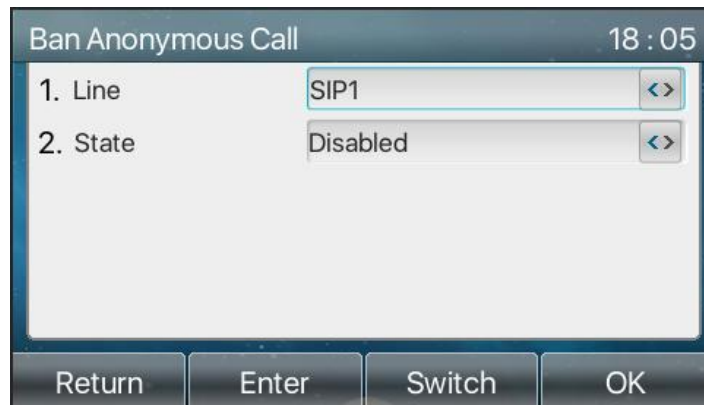 Ban Anonymous Call 18:05
1. Line SIP1
2. State Disabled
Return Enter Switch OK